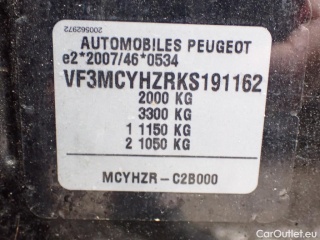 200562972
AUTOMOBILES PEUGEOT
e2*2007/46*0534
VF3MCYHZRKS191162
2000 KG
3300 KG
1 1150 KG
2 1050 KG
MCYHZR-C2B000
CarOutlet.eu